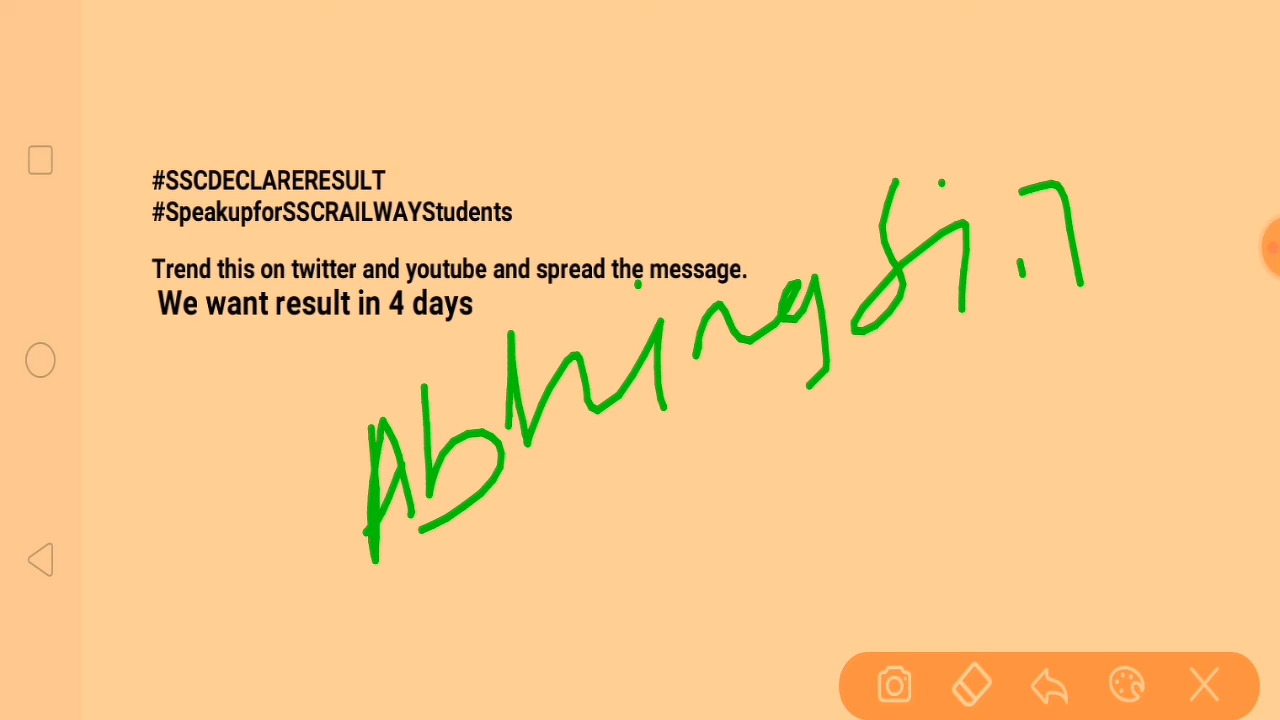 #SSCDECLARERESULT
#SpeakupforSSCRAILWAYStudents
Trend this on twitter and youtube and spread the message.
We want result in 4 days